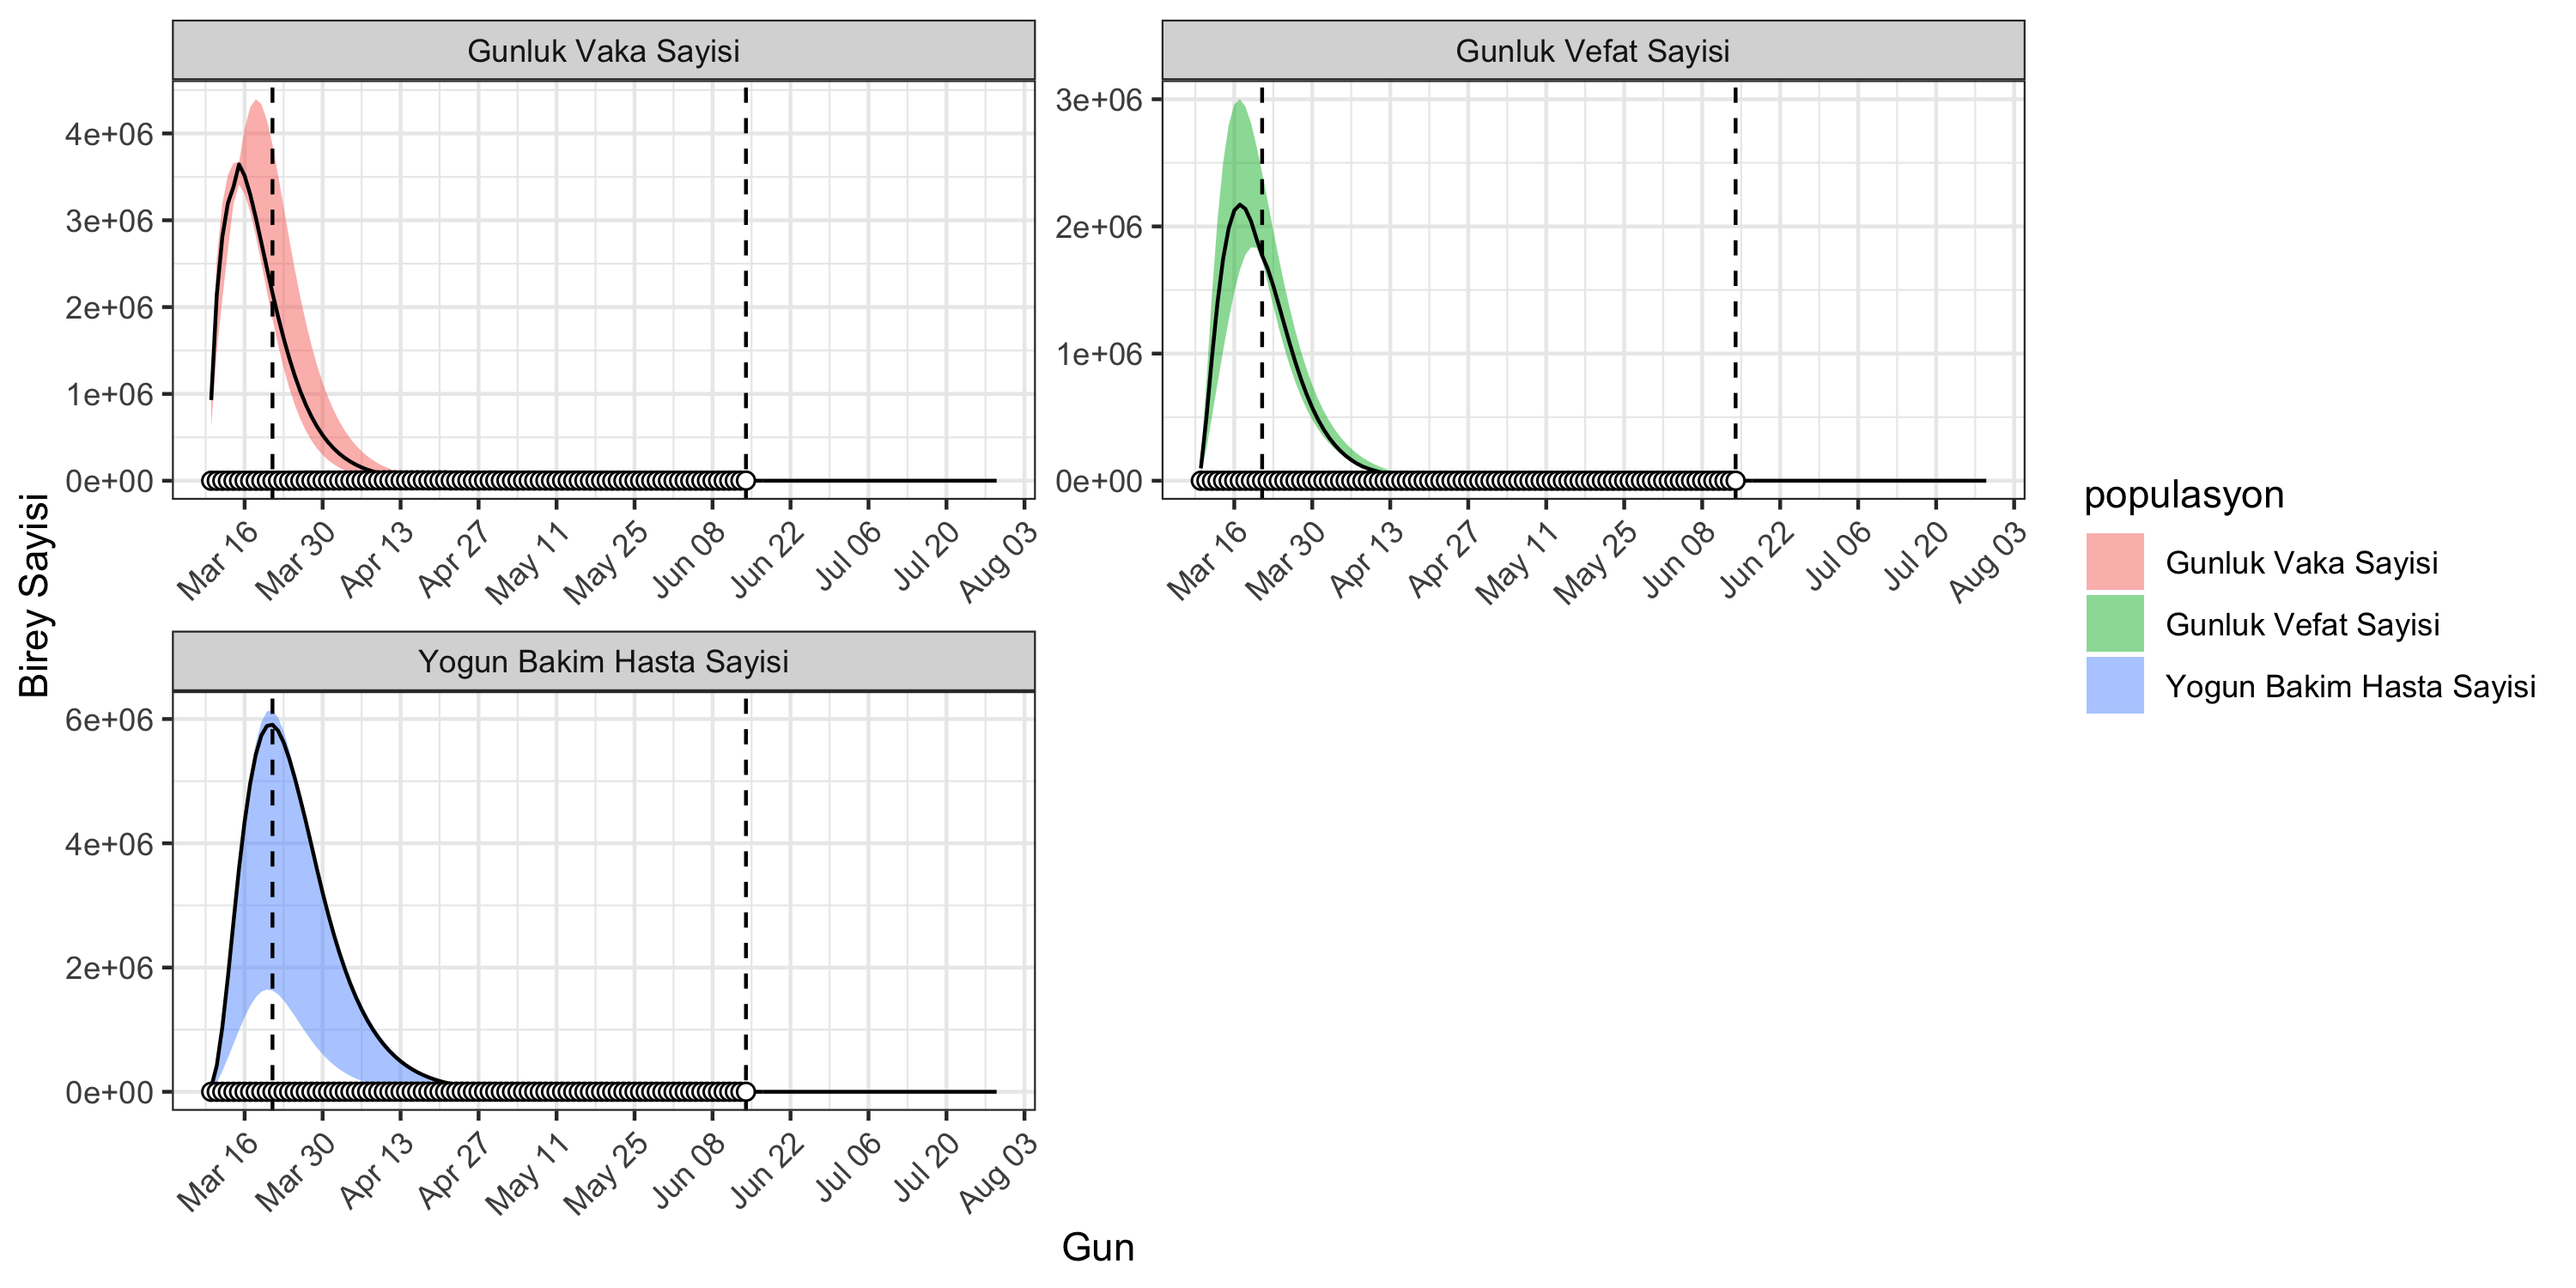 Gunluk Vaka Sayisi
4e+06
3e+06
2e+06
1e+06
0e+00
Mar 16 Mar 30 Apr 13 Apr 27 May 11 May 25 Jun 08 Jun 22 Jul 06 Jul 20 Aug 03
Gunluk Vefat Sayisi
3e+06
2e+06
1e+06
0e+00
Mar 16 Mar 30 Apr 13 Apr 27 May 11 May 25 Jun 08 Jun 22 Jul 06 Jul 20 Aug 03
Birey Sayisi
Yogun Bakim Hasta Sayisi
6e+06
4e+06
2e+06
0e+00
Mar 16 Mar 30 Apr 13 Apr 27 May 11 May 25 Jun 08 Jun 22 Jul 06 Jul 20 Aug 03
Gun
populasyon
Gunluk Vaka Sayisi
Gunluk Vefat Sayisi
Yogun Bakim Hasta Sayisi